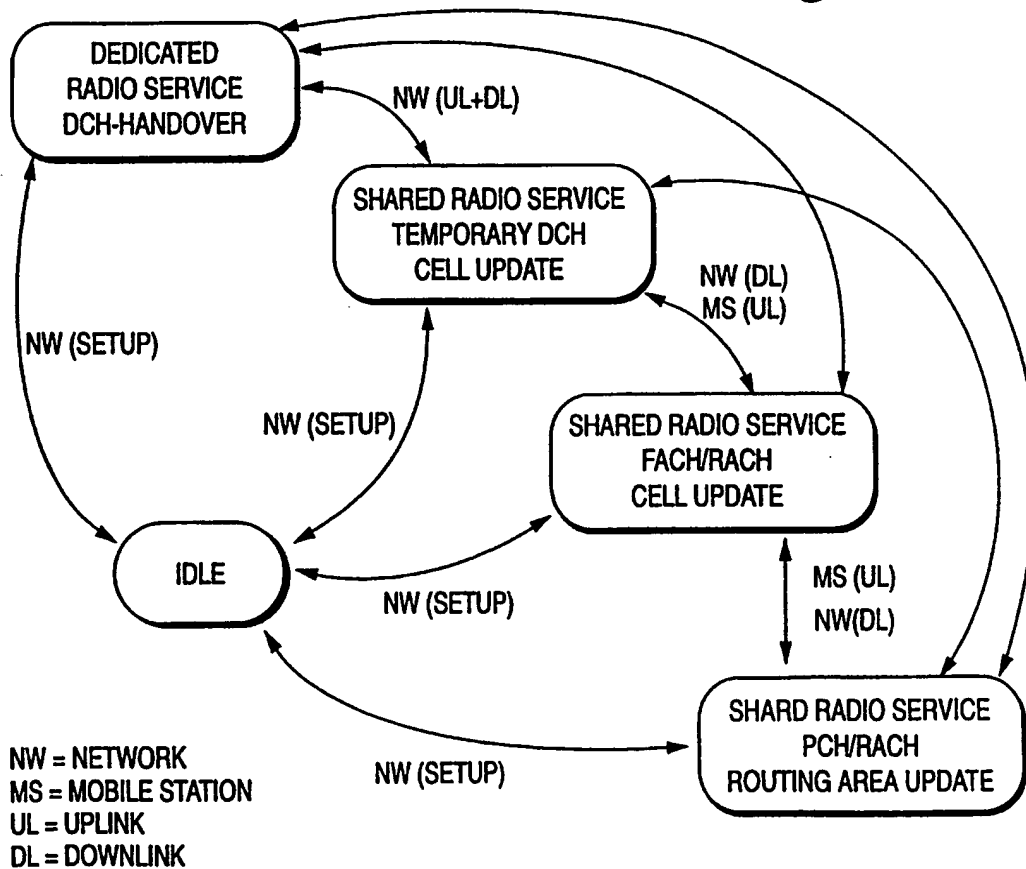 DEDICATED
RADIO SERVICE
DCH-HANDOVER
NW (UL+DL)
SHARED RADIO SERVICE
TEMPORARY DCH
CELL UPDATE
NW (DL)
MS (UL)
NW (SETUP)
NW (SETUP)
SHARED RADIO SERVICE
FACH/RACH
CELL UPDATE
IDLE
NW (SETUP)
MS (UL)
NW(DL)
SHARD RADIO SERVICE
PCH/RACH
ROUTING AREA UPDATE
NW (SETUP)
NW = NETWORK
MS = MOBILE STATION
UL = UPLINK
DL = DOWNLINK